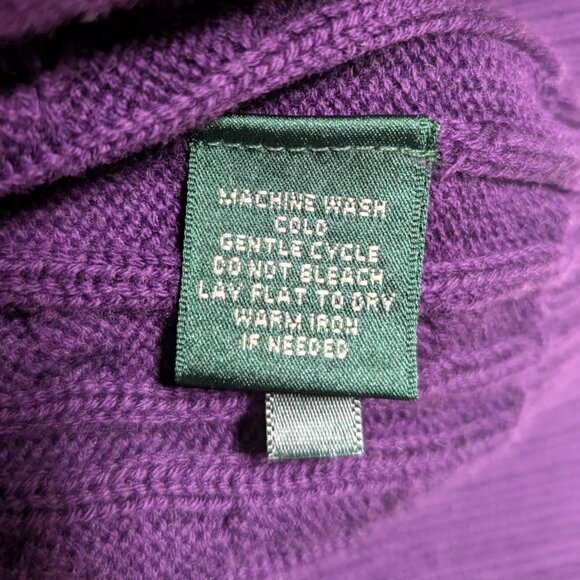 MACHINE WASH
COLD
GENTLE CYCLE
DO NOT BLEACH
LAY FLAT TO DRY
WARM IRON
IF NEEDED